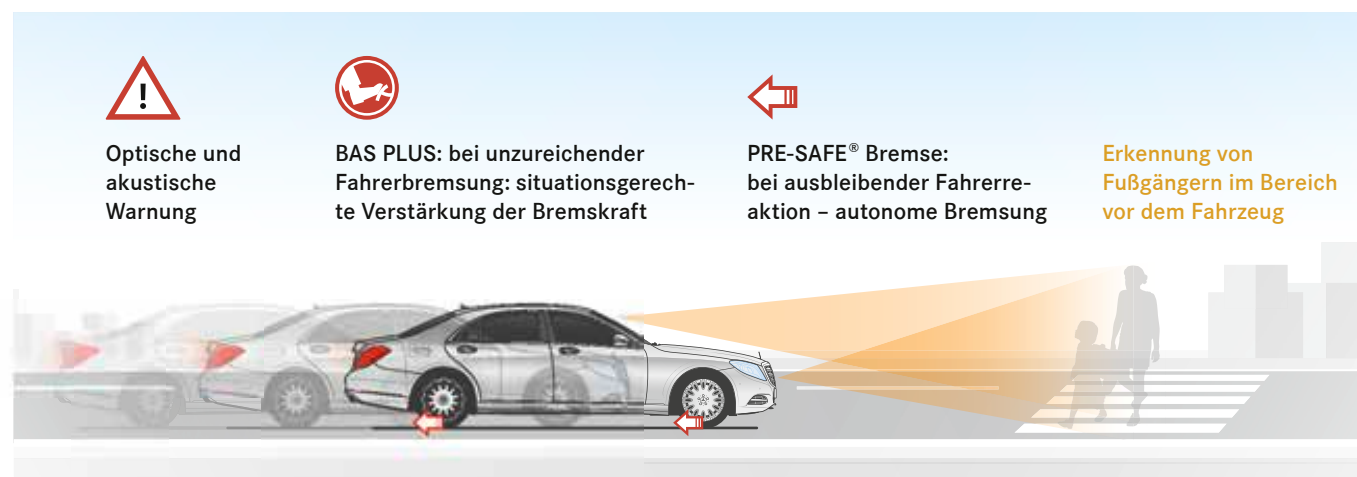 !
Optische und
akustische
Warnung
BAS PLUS: bei unzureichender
Fahrerbremsung: situationsgerech-
te Verstärkung der Bremskraft
PRE-SAFE® Bremse:
bei ausbleibender Fahrerre-
aktion – autonome Bremsung
Erkennung von
Fußgängern im Bereich
vor dem Fahrzeug